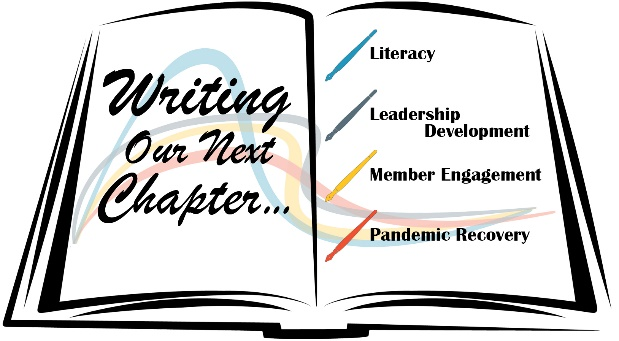 Writing
Our Next
Chapter...
Literacy
Leadership
Development
Member Engagement
Pandemic Recovery